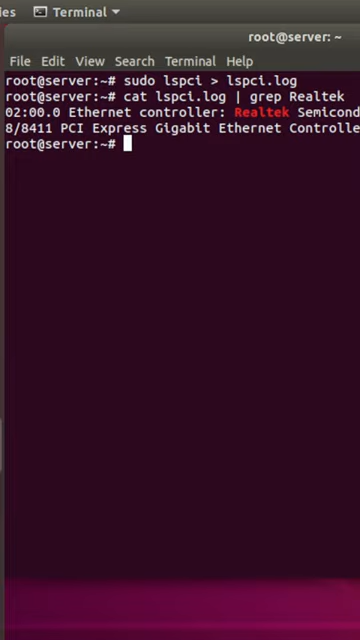 ies Terminal
root@server: ~
File Edit View Search Terminal Help
root@server:~# sudo lspci > lspci.log
root@server:~# cat lspci.log | grep Realtek
02:00.0 Ethernet controller: Realtek Semicond
8/8411 PCI Express Gigabit Ethernet Controlle
root@server:~#